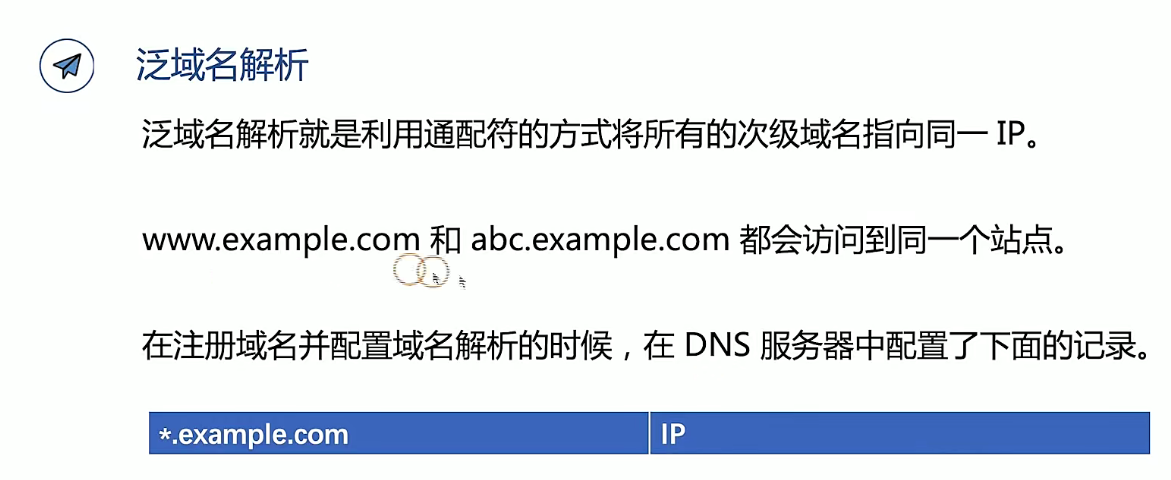 泛域名解析
泛域名解析就是利用通配符的方式将所有的次级域名指向同一 IP。
www.example.com 和 abc.example.com 都会访问到同一个站点。
在注册域名并配置域名解析的时候，在 DNS 服务器中配置了下面的记录。
*.example.com IP